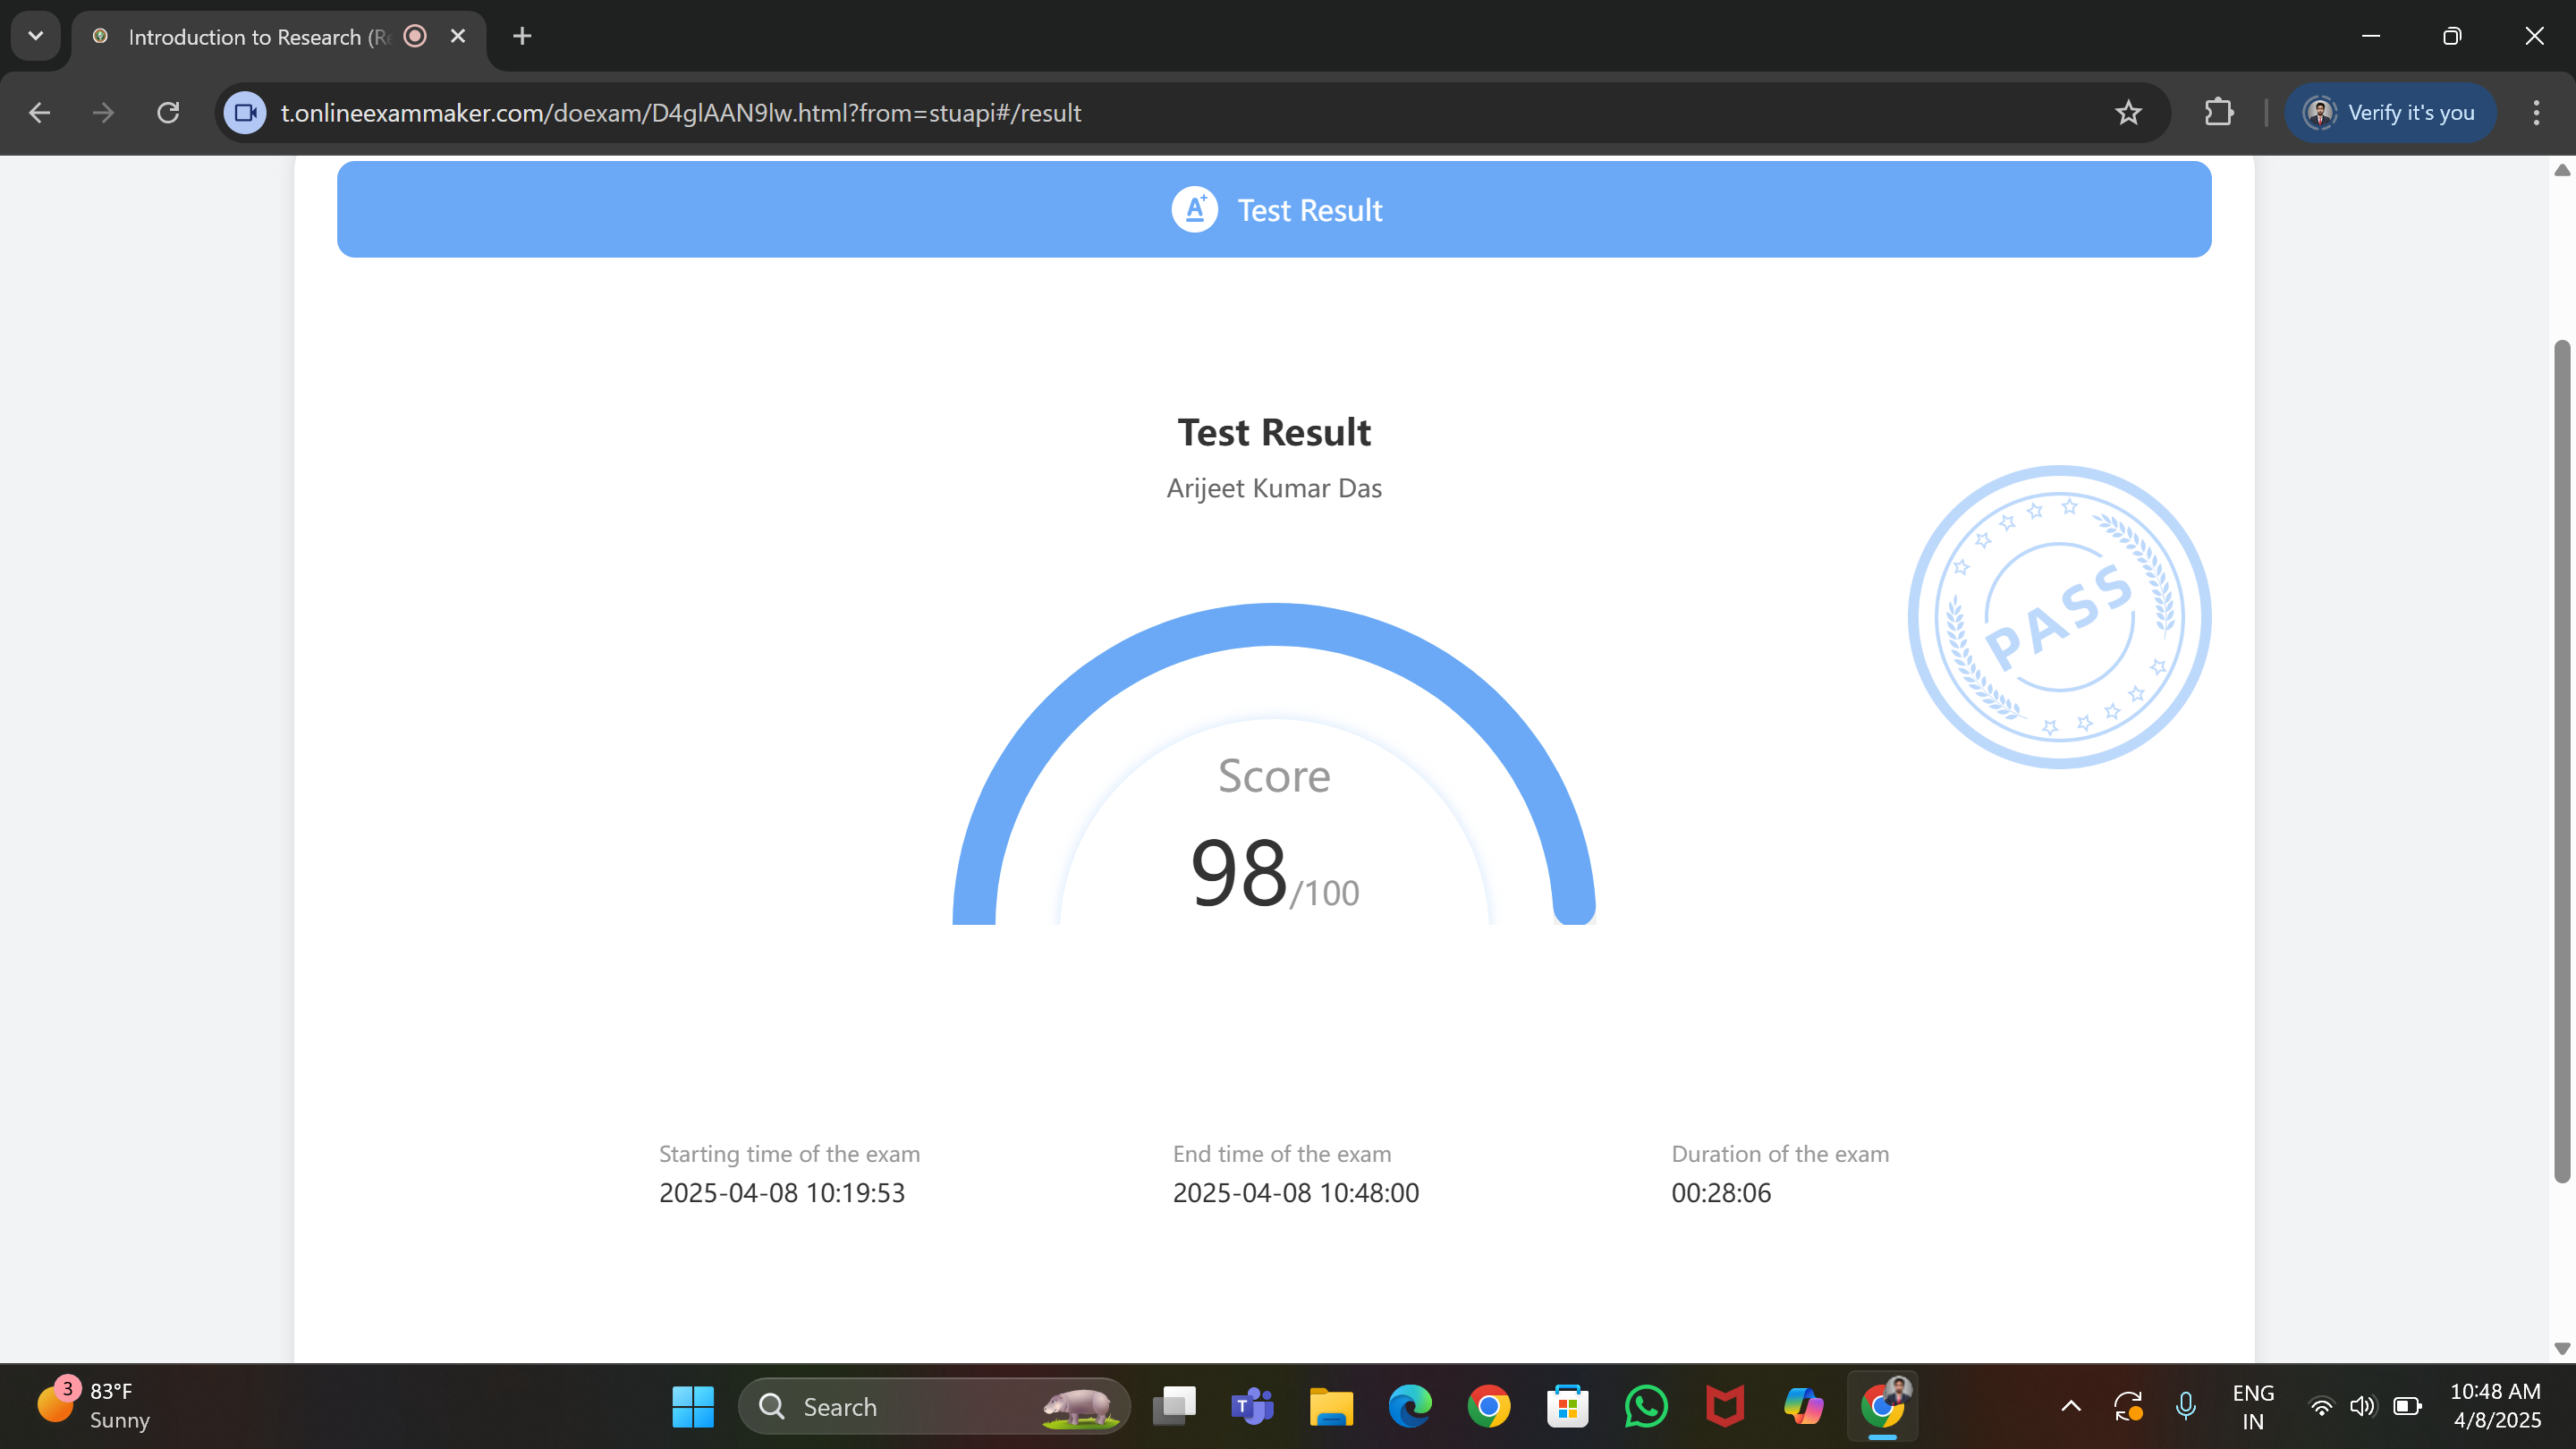 Introduction to Research (Re
t.onlineexammaker.com/doexam/D4glAAN9lw.html?from=stuapi#/result
Verify it's you
A+
Test Result
Test Result
Arijeet Kumar Das
PASS
Score
98/100
Starting time of the exam
End time of the exam
Duration of the exam
2025-04-08 10:19:53
2025-04-08 10:48:00
00:28:06
3
83°F
Sunny
Search
T
ENG
IN
10:48 AM
4/8/2025